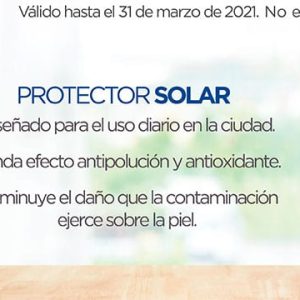 Válido hasta el 31 de marzo de 2021. No
PROTECTOR SOLAR
para el uso diario en la ciudad.
efecto antipolución y antioxidante.
el daño que la contaminación
ejerce sobre la piel.